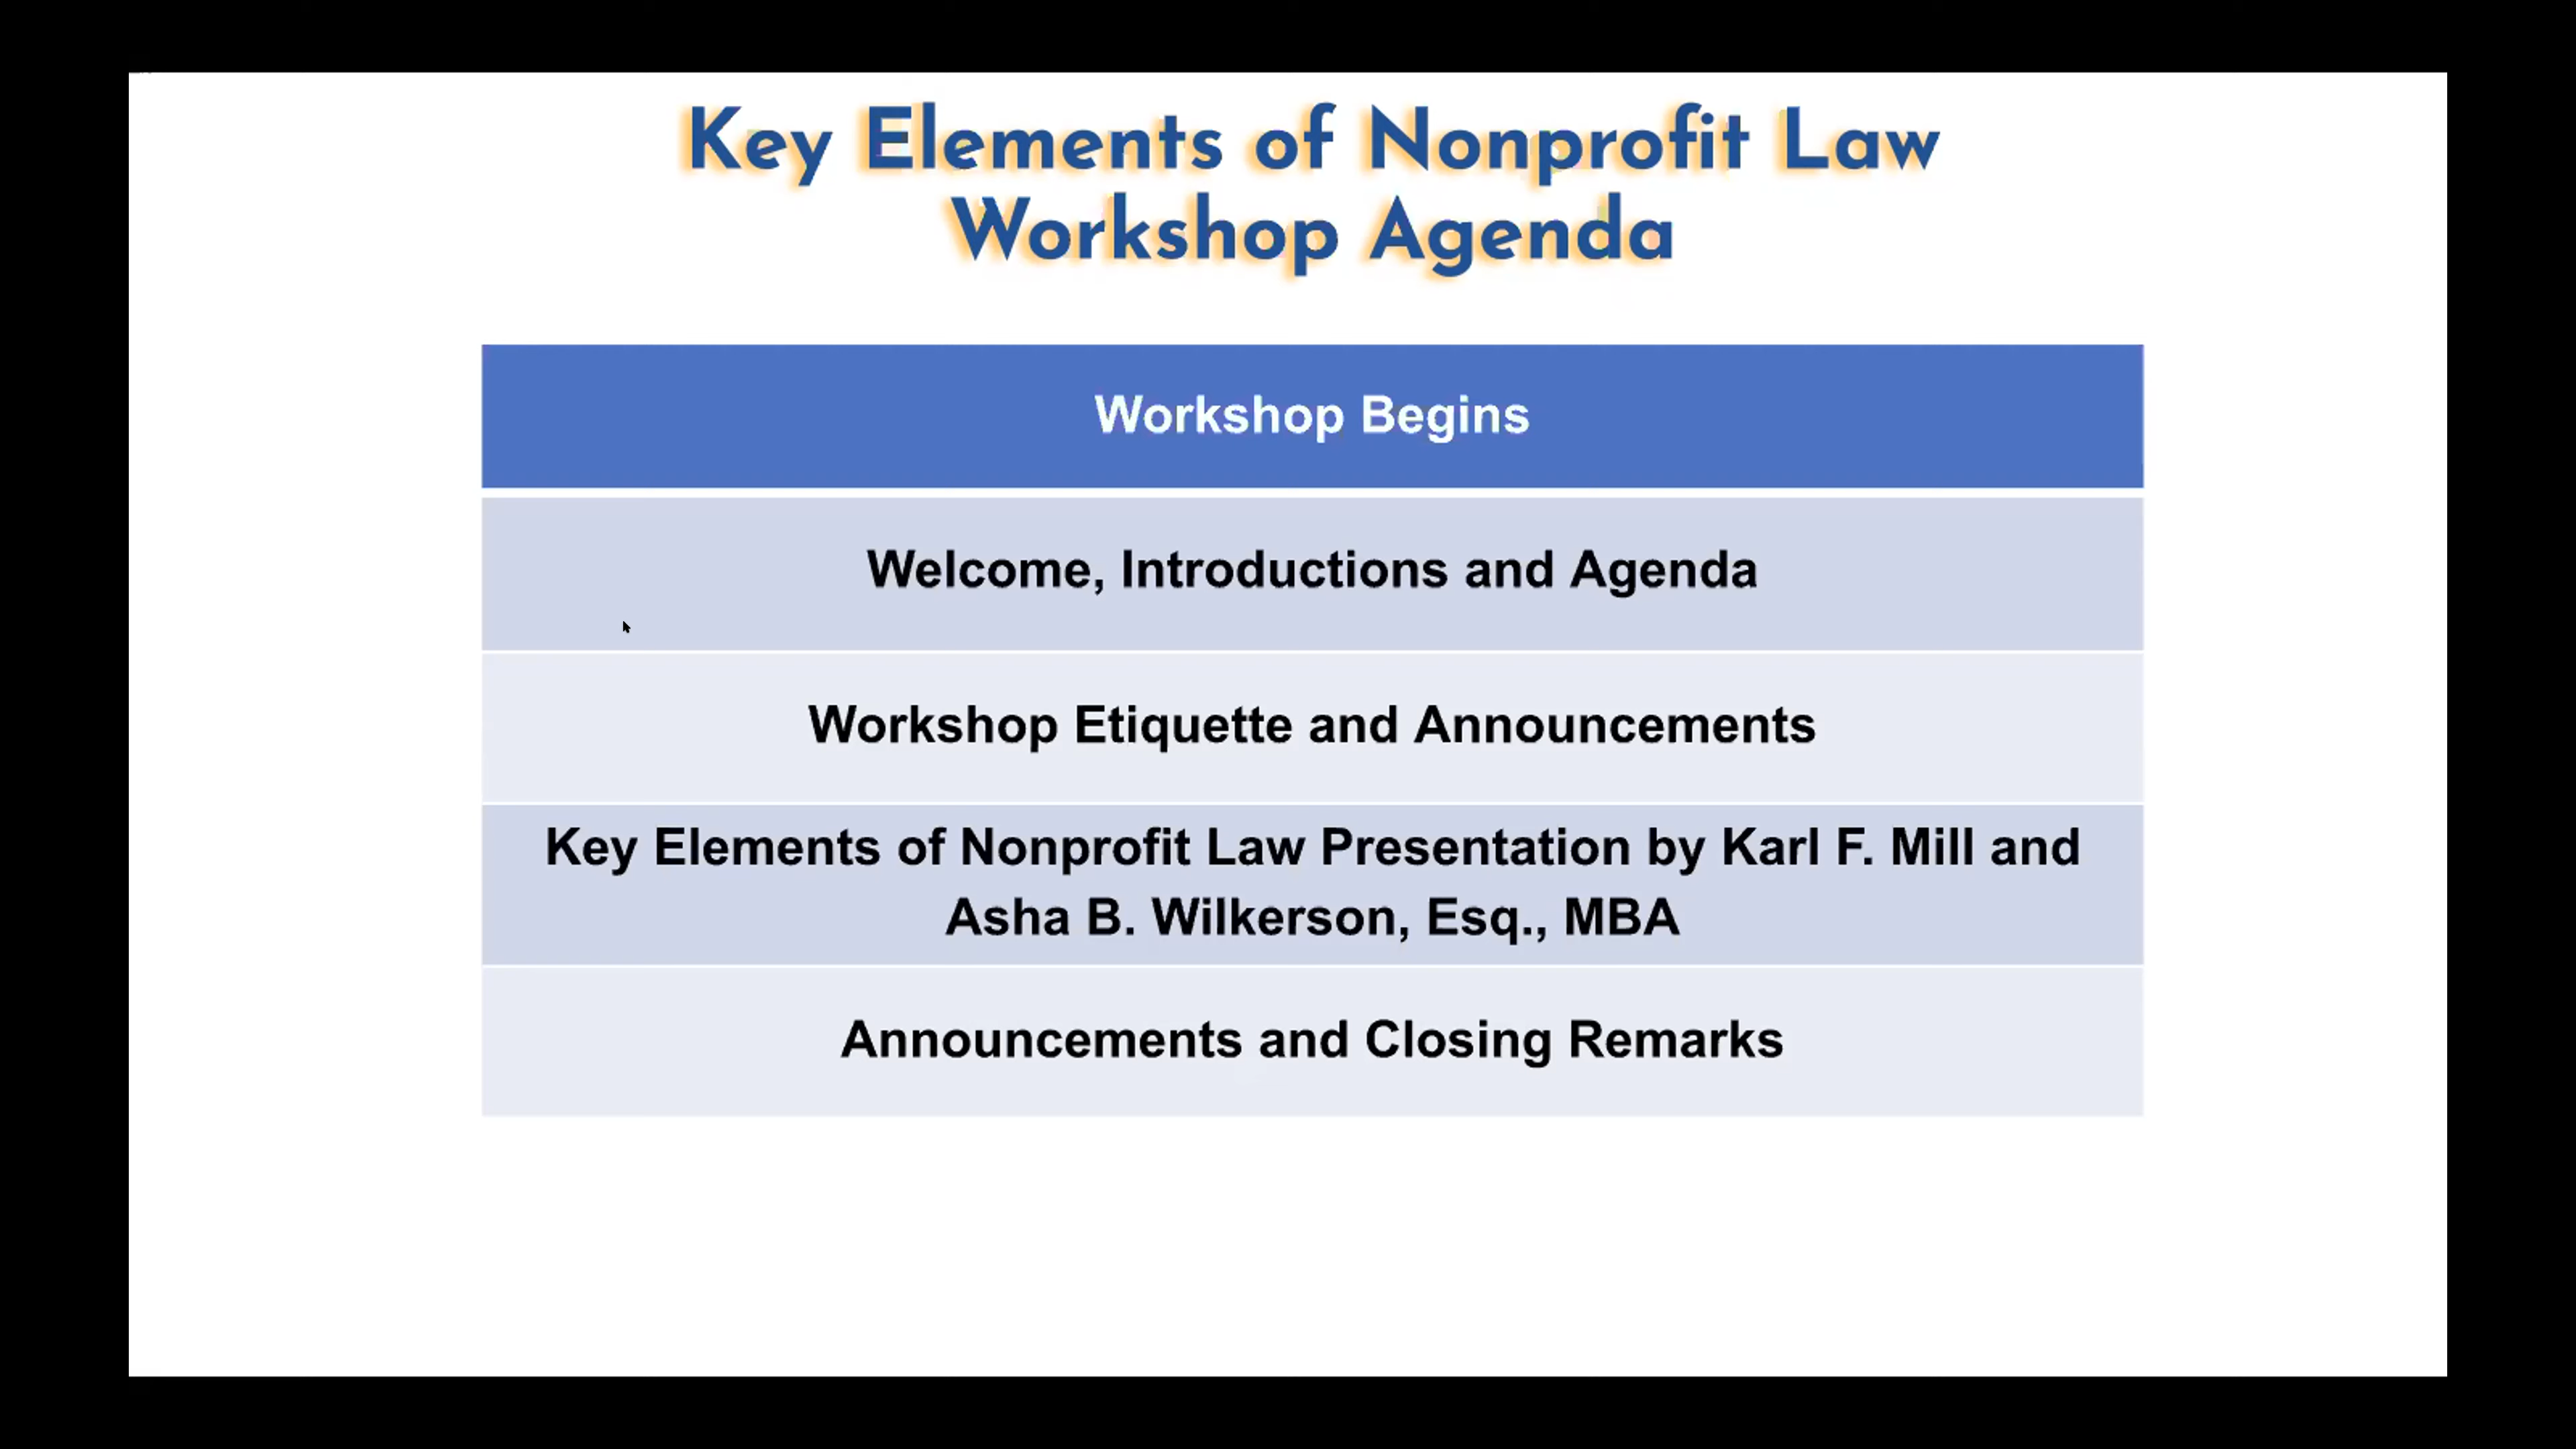 Key Elements of Nonprofit Law
Workshop Agenda
Workshop Begins
Welcome, Introductions and Agenda
Workshop Etiquette and Announcements
Key Elements of Nonprofit Law Presentation by Karl F. Mill and
Asha B. Wilkerson, Esq., MBA
Announcements and Closing Remarks